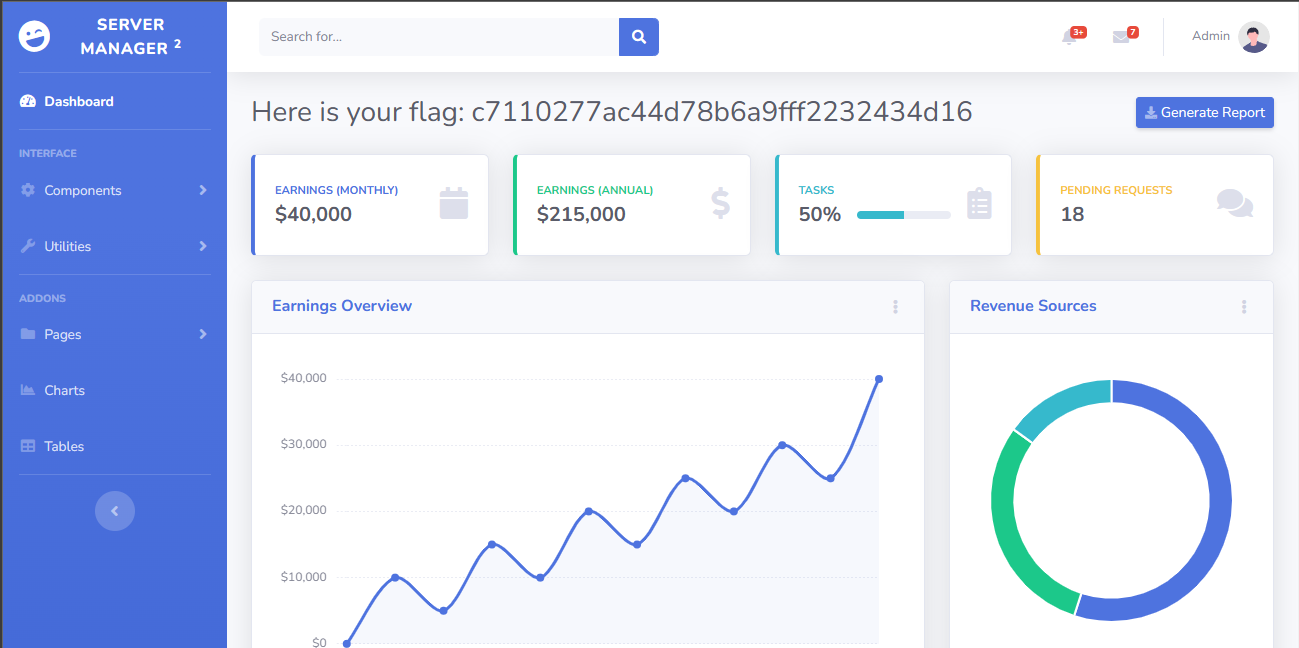 SERVER
MANAGER 2
Search for...
3+
7
Admin
Dashboard
Here is your flag: c7110277ac44d78b6a9fff2232434d16
Generate Report
INTERFACE
Components
Utilities
ADDONS
Pages
Charts
Tables
EARNINGS (MONTHLY)
$40,000
EARNINGS (ANNUAL)
$215,000
TASKS
50%
PENDING REQUESTS
18
Earnings Overview
$40,000
$30,000
$20,000
$10,000
$0
Revenue Sources